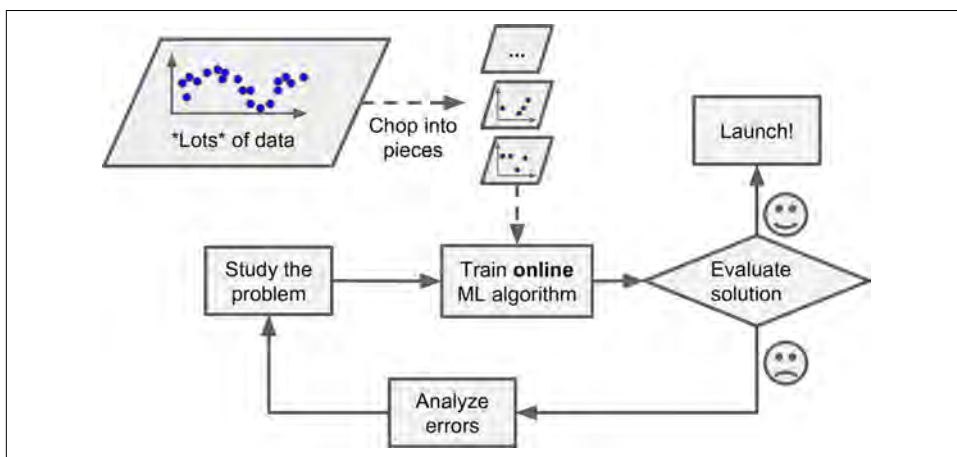 *Lots* of data
Chop into
pieces
...
Launch!
Study the
problem
Train online
ML algorithm
Evaluate
solution
Analyze
errors